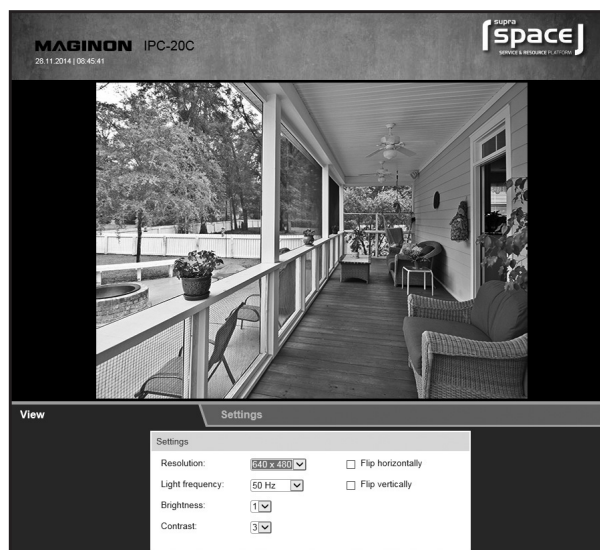 MAGINON IPC-20C
28.11.2014 | 08:45:41
supra
space
SERVICE & RESOURCE PLATFORM
View
Settings
Settings
Resolution: 640 x 480 Flip horizontally
Light frequency: 50 Hz Flip vertically
Brightness: 1
Contrast: 3